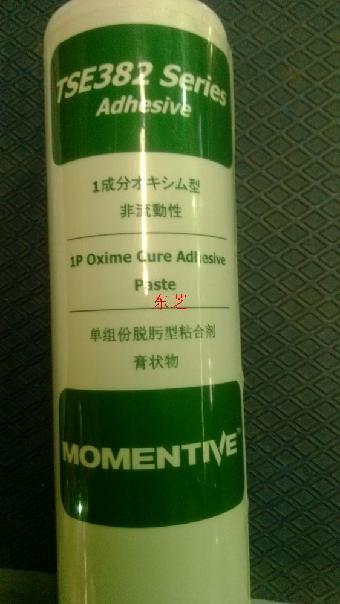 TSE382 Series
Adhesive
1成分オキシム型
非流動性
1P Oxime Cure Adhesive
Paste
东芝
单组份脱肟型粘合剂
膏状物
MOMENTIVE™